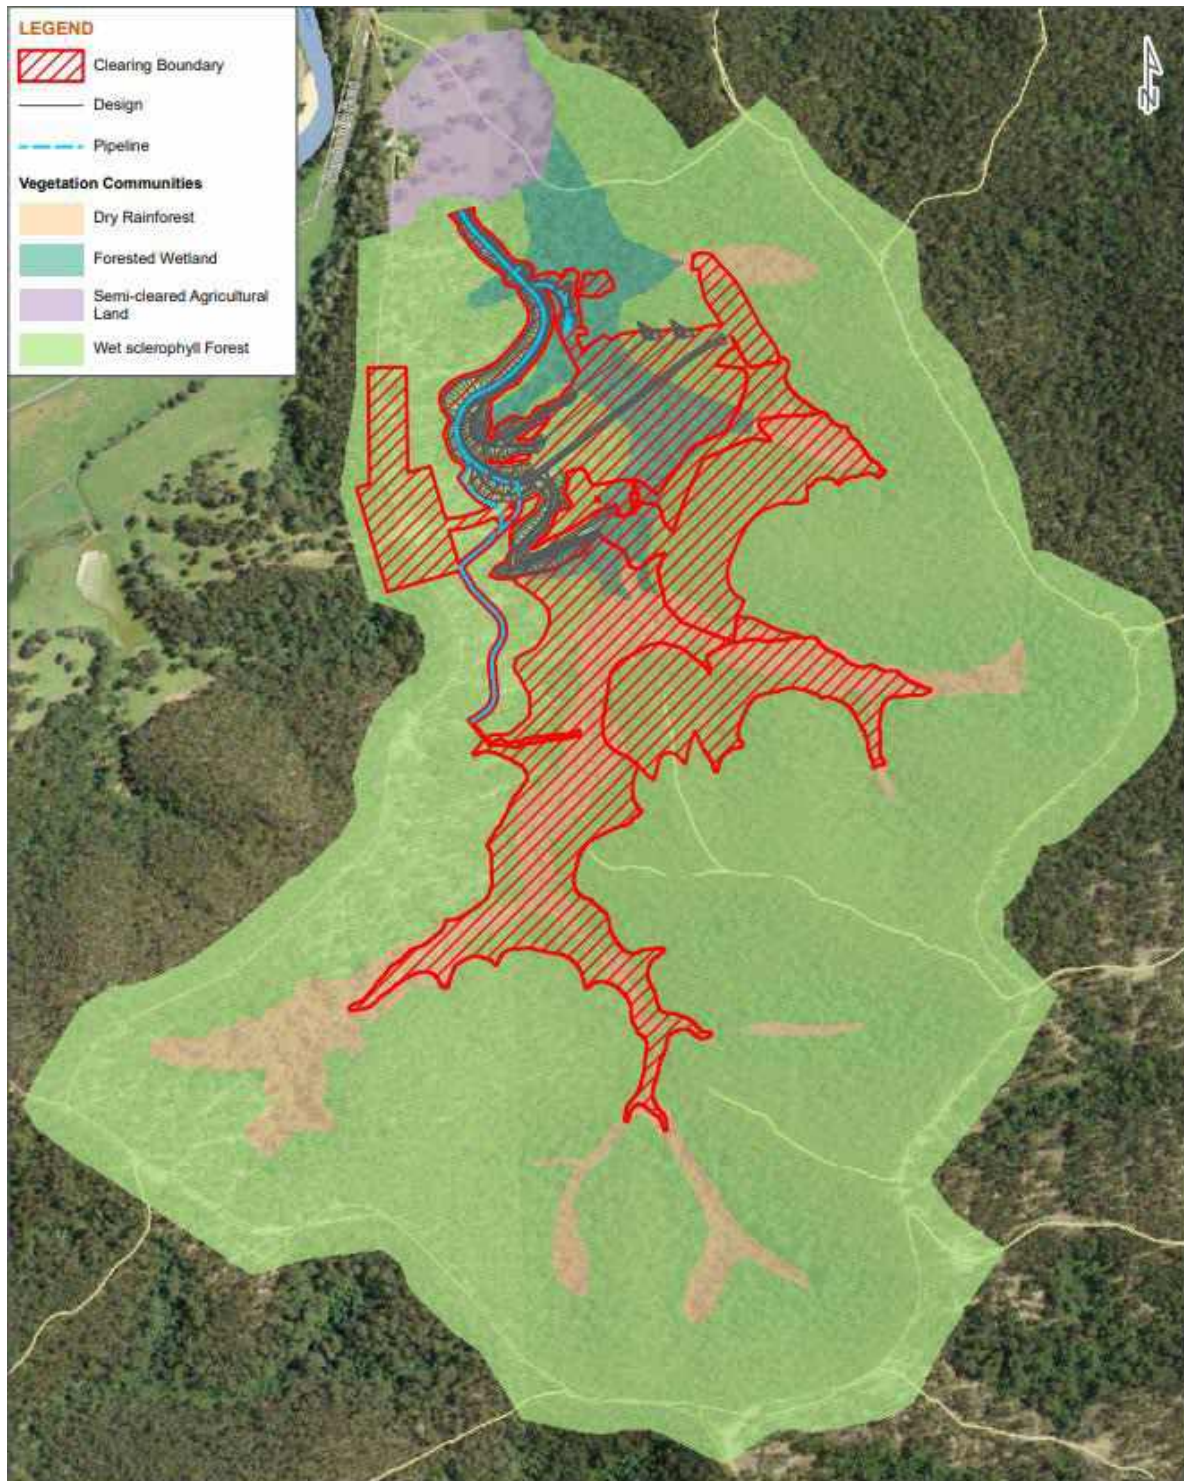 LEGEND
Clearing Boundary
Design
Pipeline
Vegetation Communities
Dry Rainforest
Forested Wetland
Semi-cleared Agricultural
Land
Wet sclerophyll Forest